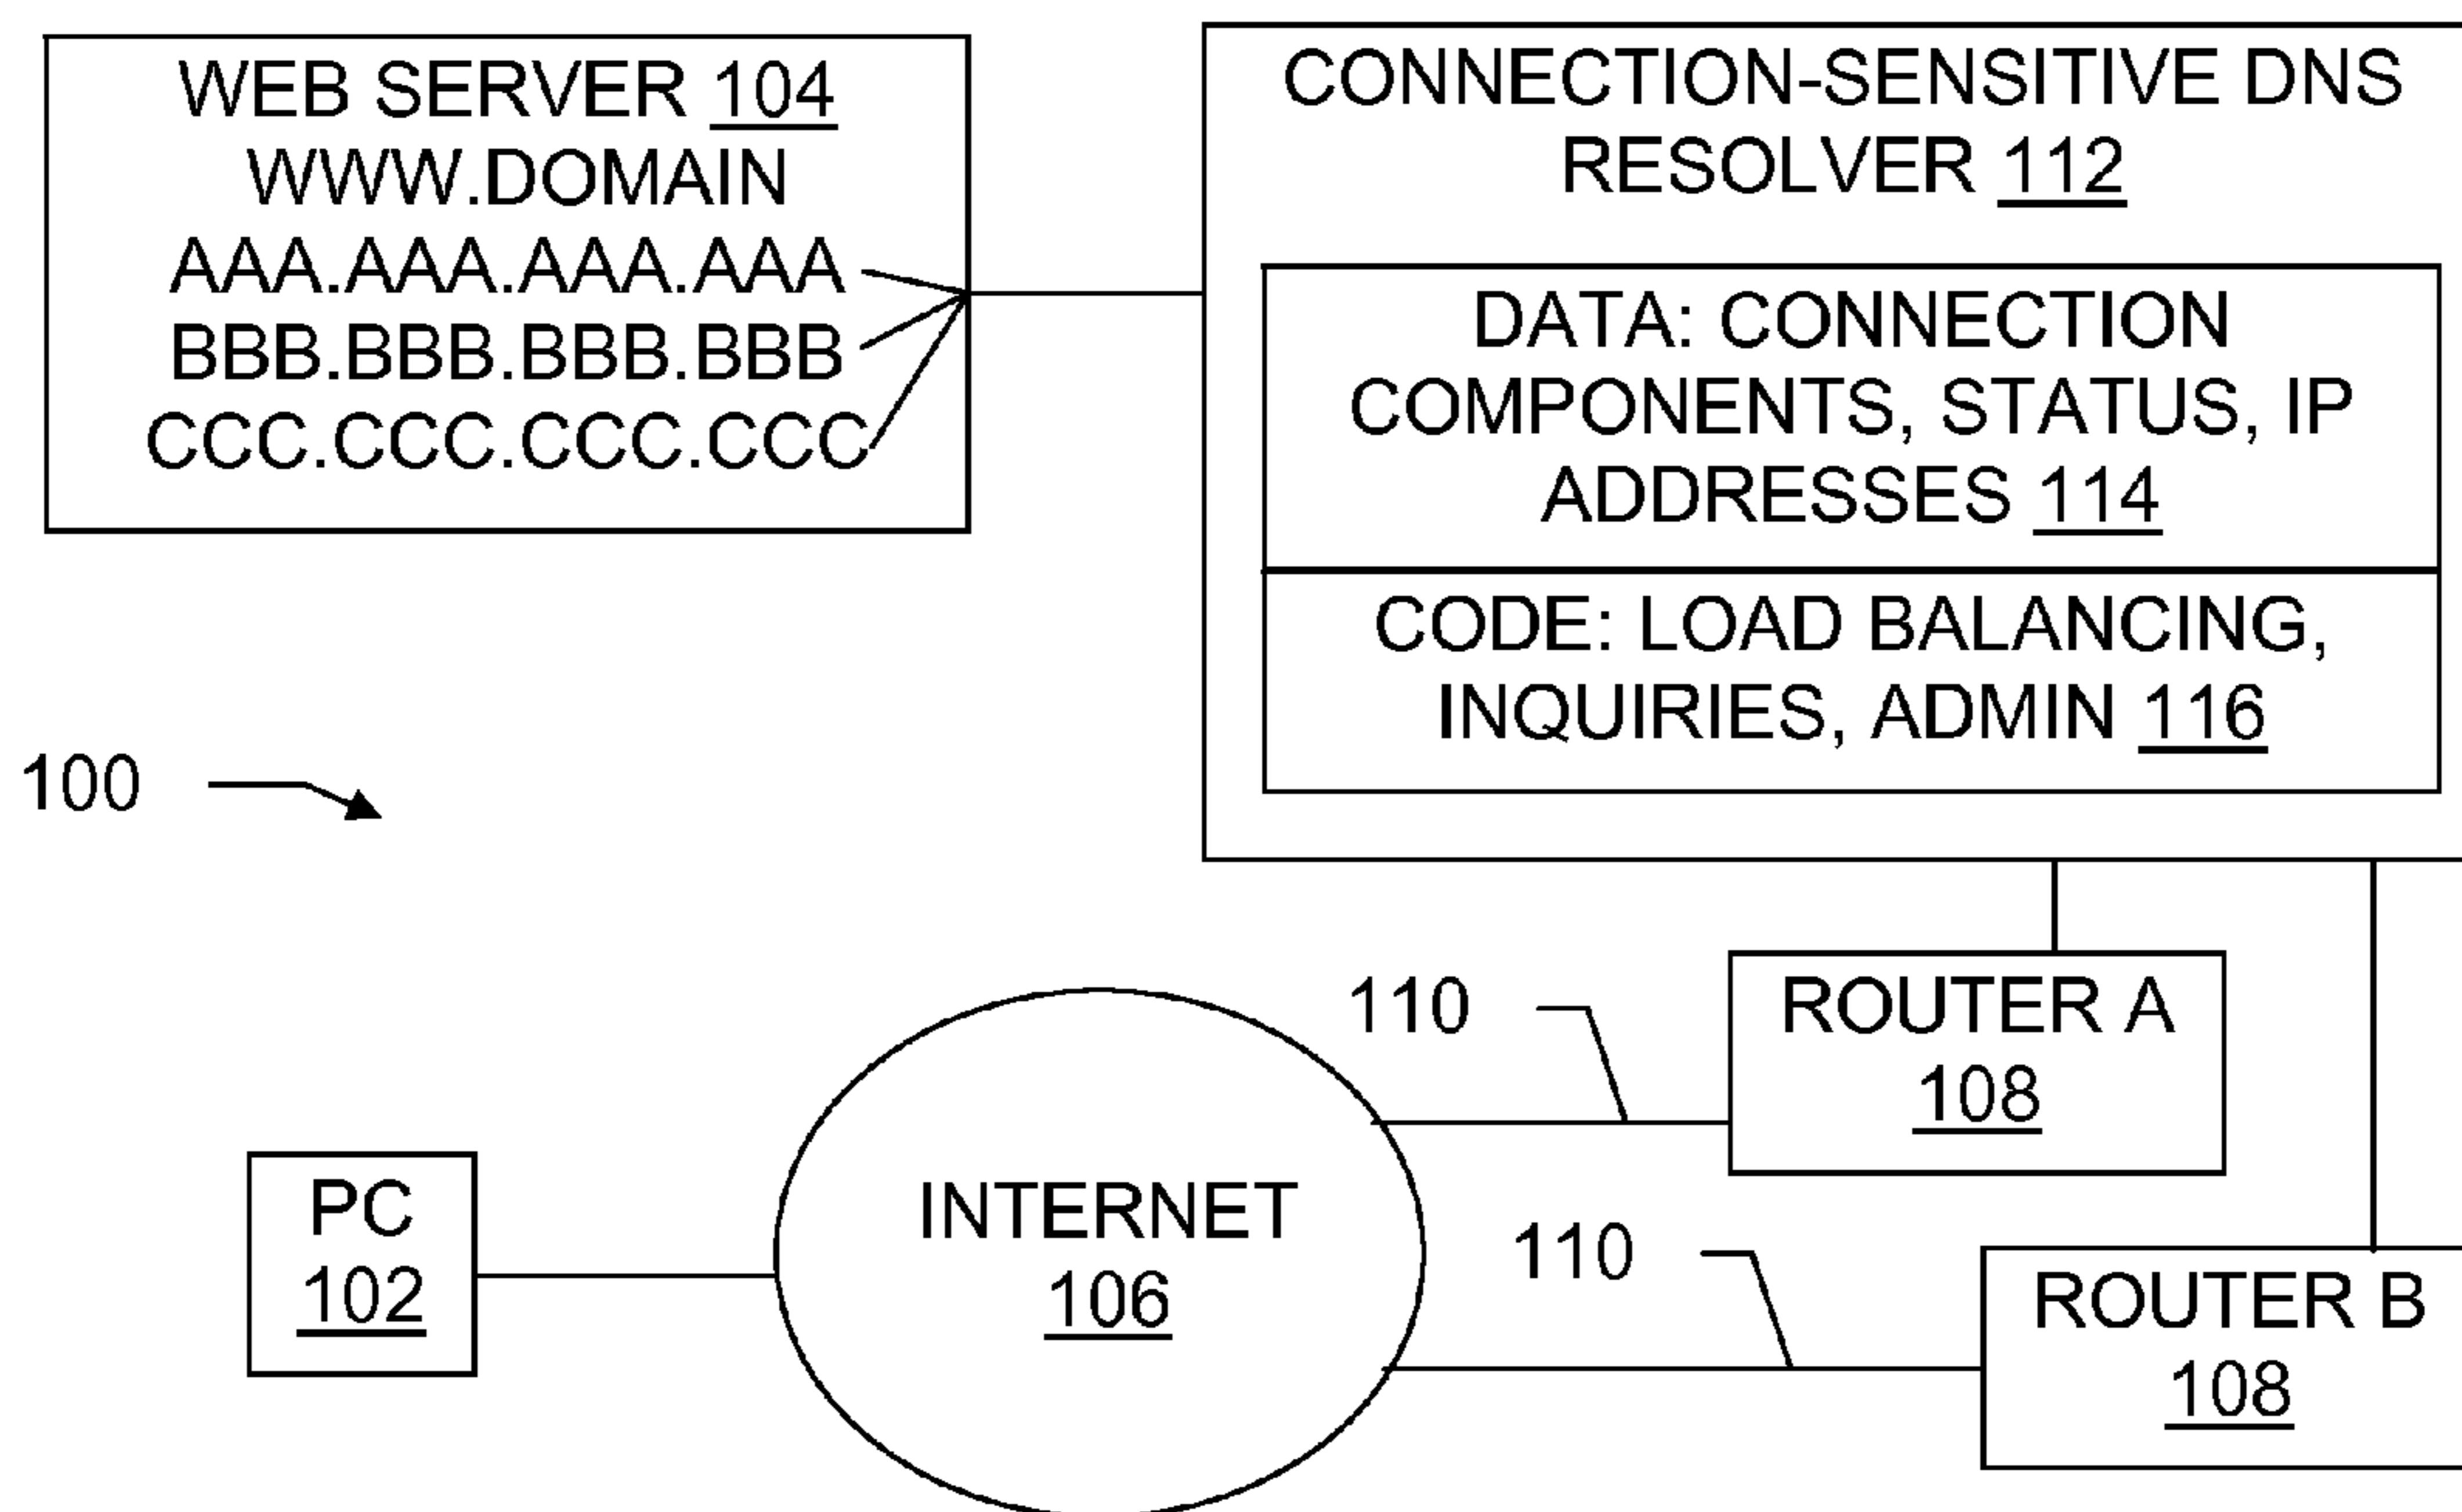 WEB SERVER 104
WWW.DOMAIN
AAA.AAA.AAA.AAA
BBB.BBB.BBB.BBB
CCC.CCC.CCC.CCC
CONNECTION-SENSITIVE DNS
RESOLVER 112
DATA: CONNECTION
COMPONENTS, STATUS, IP
ADDRESSES 114
CODE: LOAD BALANCING,
INQUIRIES, ADMIN 116
100
110
ROUTER A
108
PC
102
INTERNET
106
110
ROUTER B
108